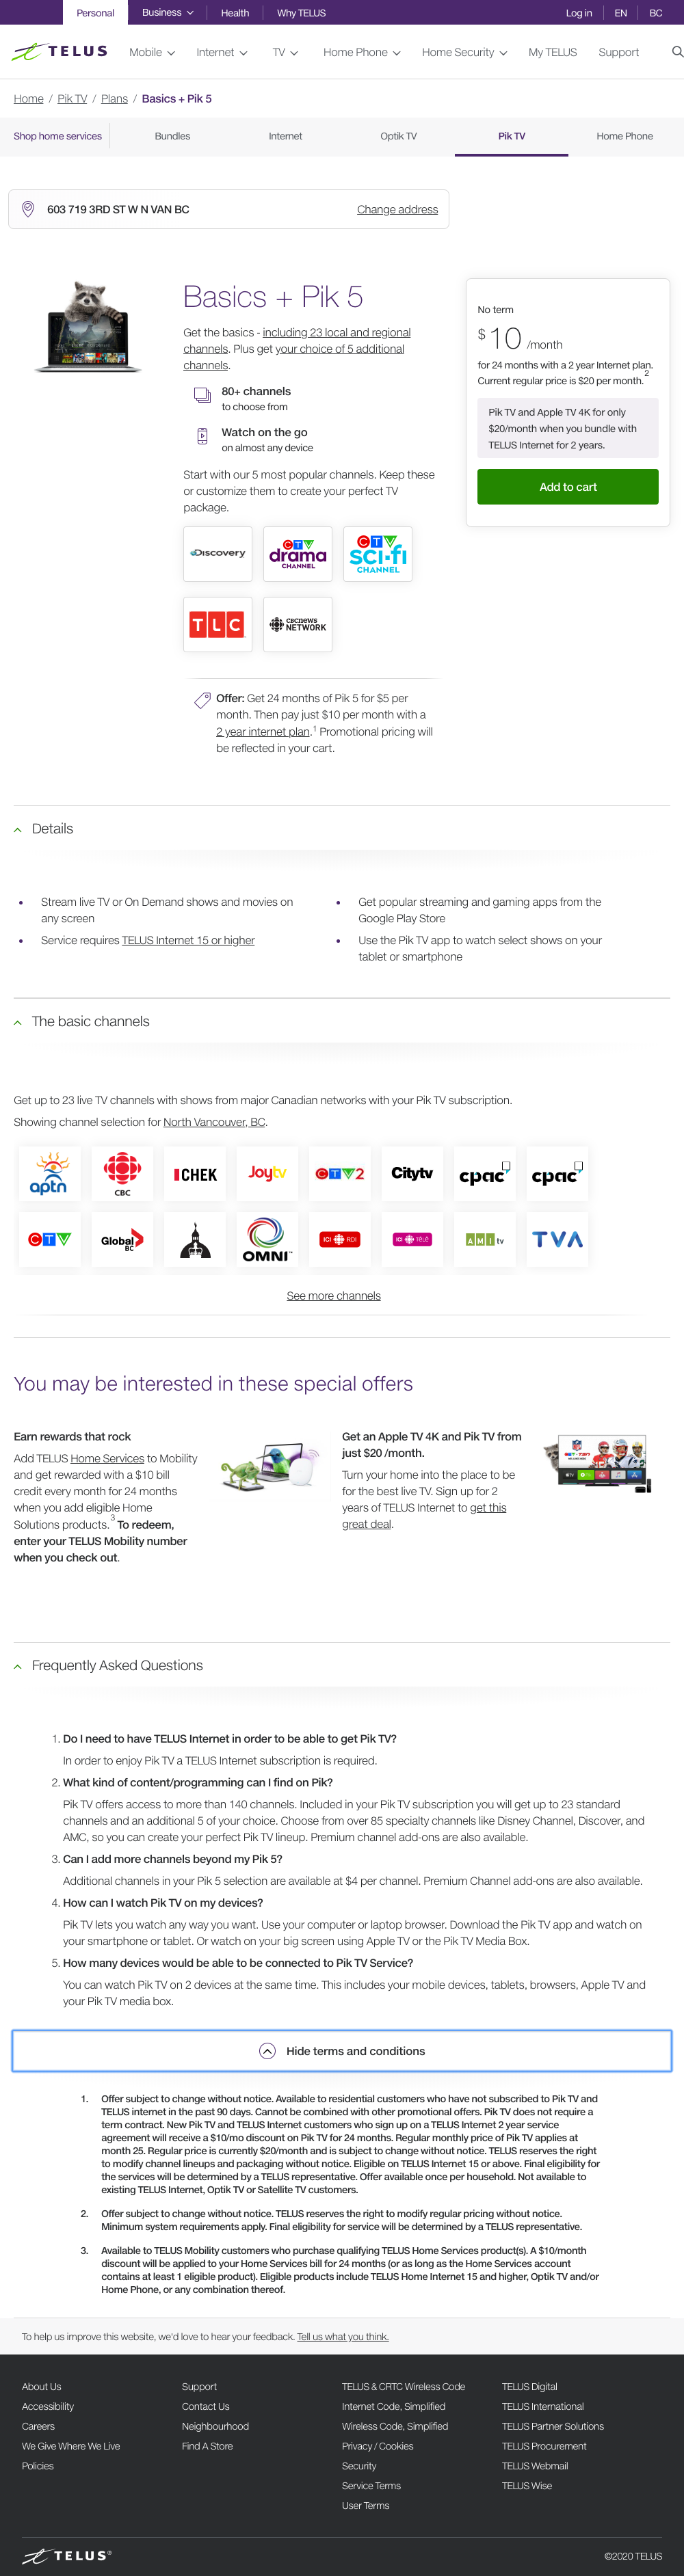 Personal Business Health Why TELUS Log in EN BC
TELUS Mobile Internet TV Home Phone Home Security My TELUS Support
Home / Pik TV / Plans / Basics + Pik 5
Shop home services Bundles Internet Optik TV Pik TV Home Phone
603 719 3RD ST W N VAN BC Change address
Basics + Pik 5
Get the basics - including 23 local and regional
channels. Plus get your choice of 5 additional
channels.
80+ channels
to choose from
Watch on the go
on almost any device
Start with our 5 most popular channels. Keep these
or customize them to create your perfect TV
package.
Discovery CTV drama CHANNEL CTV sci-fi CHANNEL
TLC CBC NEWS NETWORK
Offer: Get 24 months of Pik 5 for $5 per
month. Then pay just $10 per month with a
2 year internet plan.1 Promotional pricing will
be reflected in your cart.
No term
$10 /month
for 24 months with a 2 year Internet plan.
Current regular price is $20 per month.2
Pik TV and Apple TV 4K for only
$20/month when you bundle with
TELUS Internet for 2 years.
Add to cart
Details
Stream live TV or On Demand shows and movies on
any screen
Service requires TELUS Internet 15 or higher
Get popular streaming and gaming apps from the
Google Play Store
Use the Pik TV app to watch select shows on your
tablet or smartphone
The basic channels
Get up to 23 live TV channels with shows from major Canadian networks with your Pik TV subscription.
Showing channel selection for North Vancouver, BC.
aptn CBC CHEK Joytv CTV2 Citytv cpac cpac
CTV Global BC OMNI ICI RDI ICI télé AMI tv TVA
See more channels
You may be interested in these special offers
Earn rewards that rock
Add TELUS Home Services to Mobility
and get rewarded with a $10 bill
credit every month for 24 months
when you add eligible Home
Solutions products.3 To redeem,
enter your TELUS Mobility number
when you check out.
Get an Apple TV 4K and Pik TV from
just $20 /month.
Turn your home into the place to be
for the best live TV. Sign up for 2
years of TELUS Internet to get this
great deal.
Frequently Asked Questions
1. Do I need to have TELUS Internet in order to be able to get Pik TV?
In order to enjoy Pik TV a TELUS Internet subscription is required.
2. What kind of content/programming can I find on Pik?
Pik TV offers access to more than 140 channels. Included in your Pik TV subscription you will get up to 23 standard
channels and an additional 5 of your choice. Choose from over 85 specialty channels like Disney Channel, Discover, and
AMC, so you can create your perfect Pik TV lineup. Premium channel add-ons are also available.
3. Can I add more channels beyond my Pik 5?
Additional channels in your Pik 5 selection are available at $4 per channel. Premium Channel add-ons are also available.
4. How can I watch Pik TV on my devices?
Pik TV lets you watch any way you want. Use your computer or laptop browser. Download the Pik TV app and watch on
your smartphone or tablet. Or watch on your big screen using Apple TV or the Pik TV Media Box.
5. How many devices would be able to be connected to Pik TV Service?
You can watch Pik TV on 2 devices at the same time. This includes your mobile devices, tablets, browsers, Apple TV and
your Pik TV media box.
Hide terms and conditions
1. Offer subject to change without notice. Available to residential customers who have not subscribed to Pik TV and
TELUS internet in the past 90 days. Cannot be combined with other promotional offers. Pik TV does not require a
term contract. New Pik TV and TELUS Internet customers who sign up on a TELUS Internet 2 year service
agreement will receive a $10/mo discount on Pik TV for 24 months. Regular monthly price of Pik TV applies at
month 25. Regular price is currently $20/month and is subject to change without notice. TELUS reserves the right
to modify channel lineups and packaging without notice. Eligible on TELUS Internet 15 or above. Final eligibility for
the services will be determined by a TELUS representative. Offer available once per household. Not available to
existing TELUS Internet, Optik TV or Satellite TV customers.
2. Offer subject to change without notice. TELUS reserves the right to modify regular pricing without notice.
Minimum system requirements apply. Final eligibility for service will be determined by a TELUS representative.
3. Available to TELUS Mobility customers who purchase qualifying TELUS Home Services product(s). A $10/month
discount will be applied to your Home Services bill for 24 months (or as long as the Home Services account
contains at least 1 eligible product). Eligible products include TELUS Home Internet 15 and higher, Optik TV and/or
Home Phone, or any combination thereof.
To help us improve this website, we'd love to hear your feedback. Tell us what you think.
About Us Support TELUS & CRTC Wireless Code TELUS Digital
Accessibility Contact Us Internet Code, Simplified TELUS International
Careers Neighbourhood Wireless Code, Simplified TELUS Partner Solutions
We Give Where We Live Find A Store Privacy / Cookies TELUS Procurement
Policies Security TELUS Webmail
Service Terms TELUS Wise
User Terms
TELUS® ©2020 TELUS